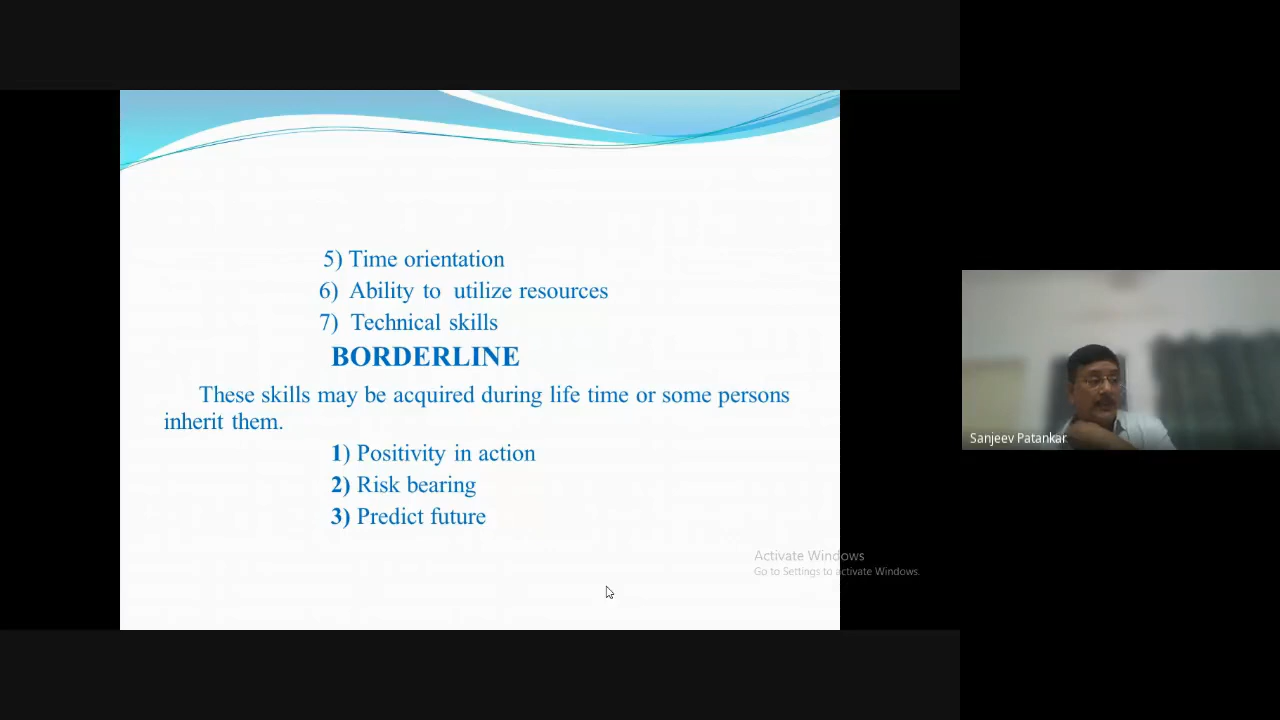 5) Time orientation
6) Ability to utilize resources
7) Technical skills
BORDERLINE
These skills may be acquired during life time or some persons
inherit them.
1) Positivity in action
2) Risk bearing
3) Predict future
Activate Windows
Go to Settings to activate Windows.
Sanjeev Patankar